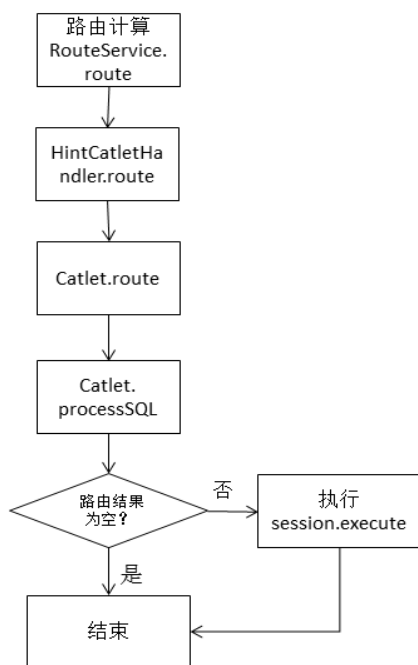 路由计算
RouteService.
route
HintCatletHa
ndler.route
Catlet.route
Catlet.
processSQL
路由结果
为空?
否
执行
session.execute
是
结束